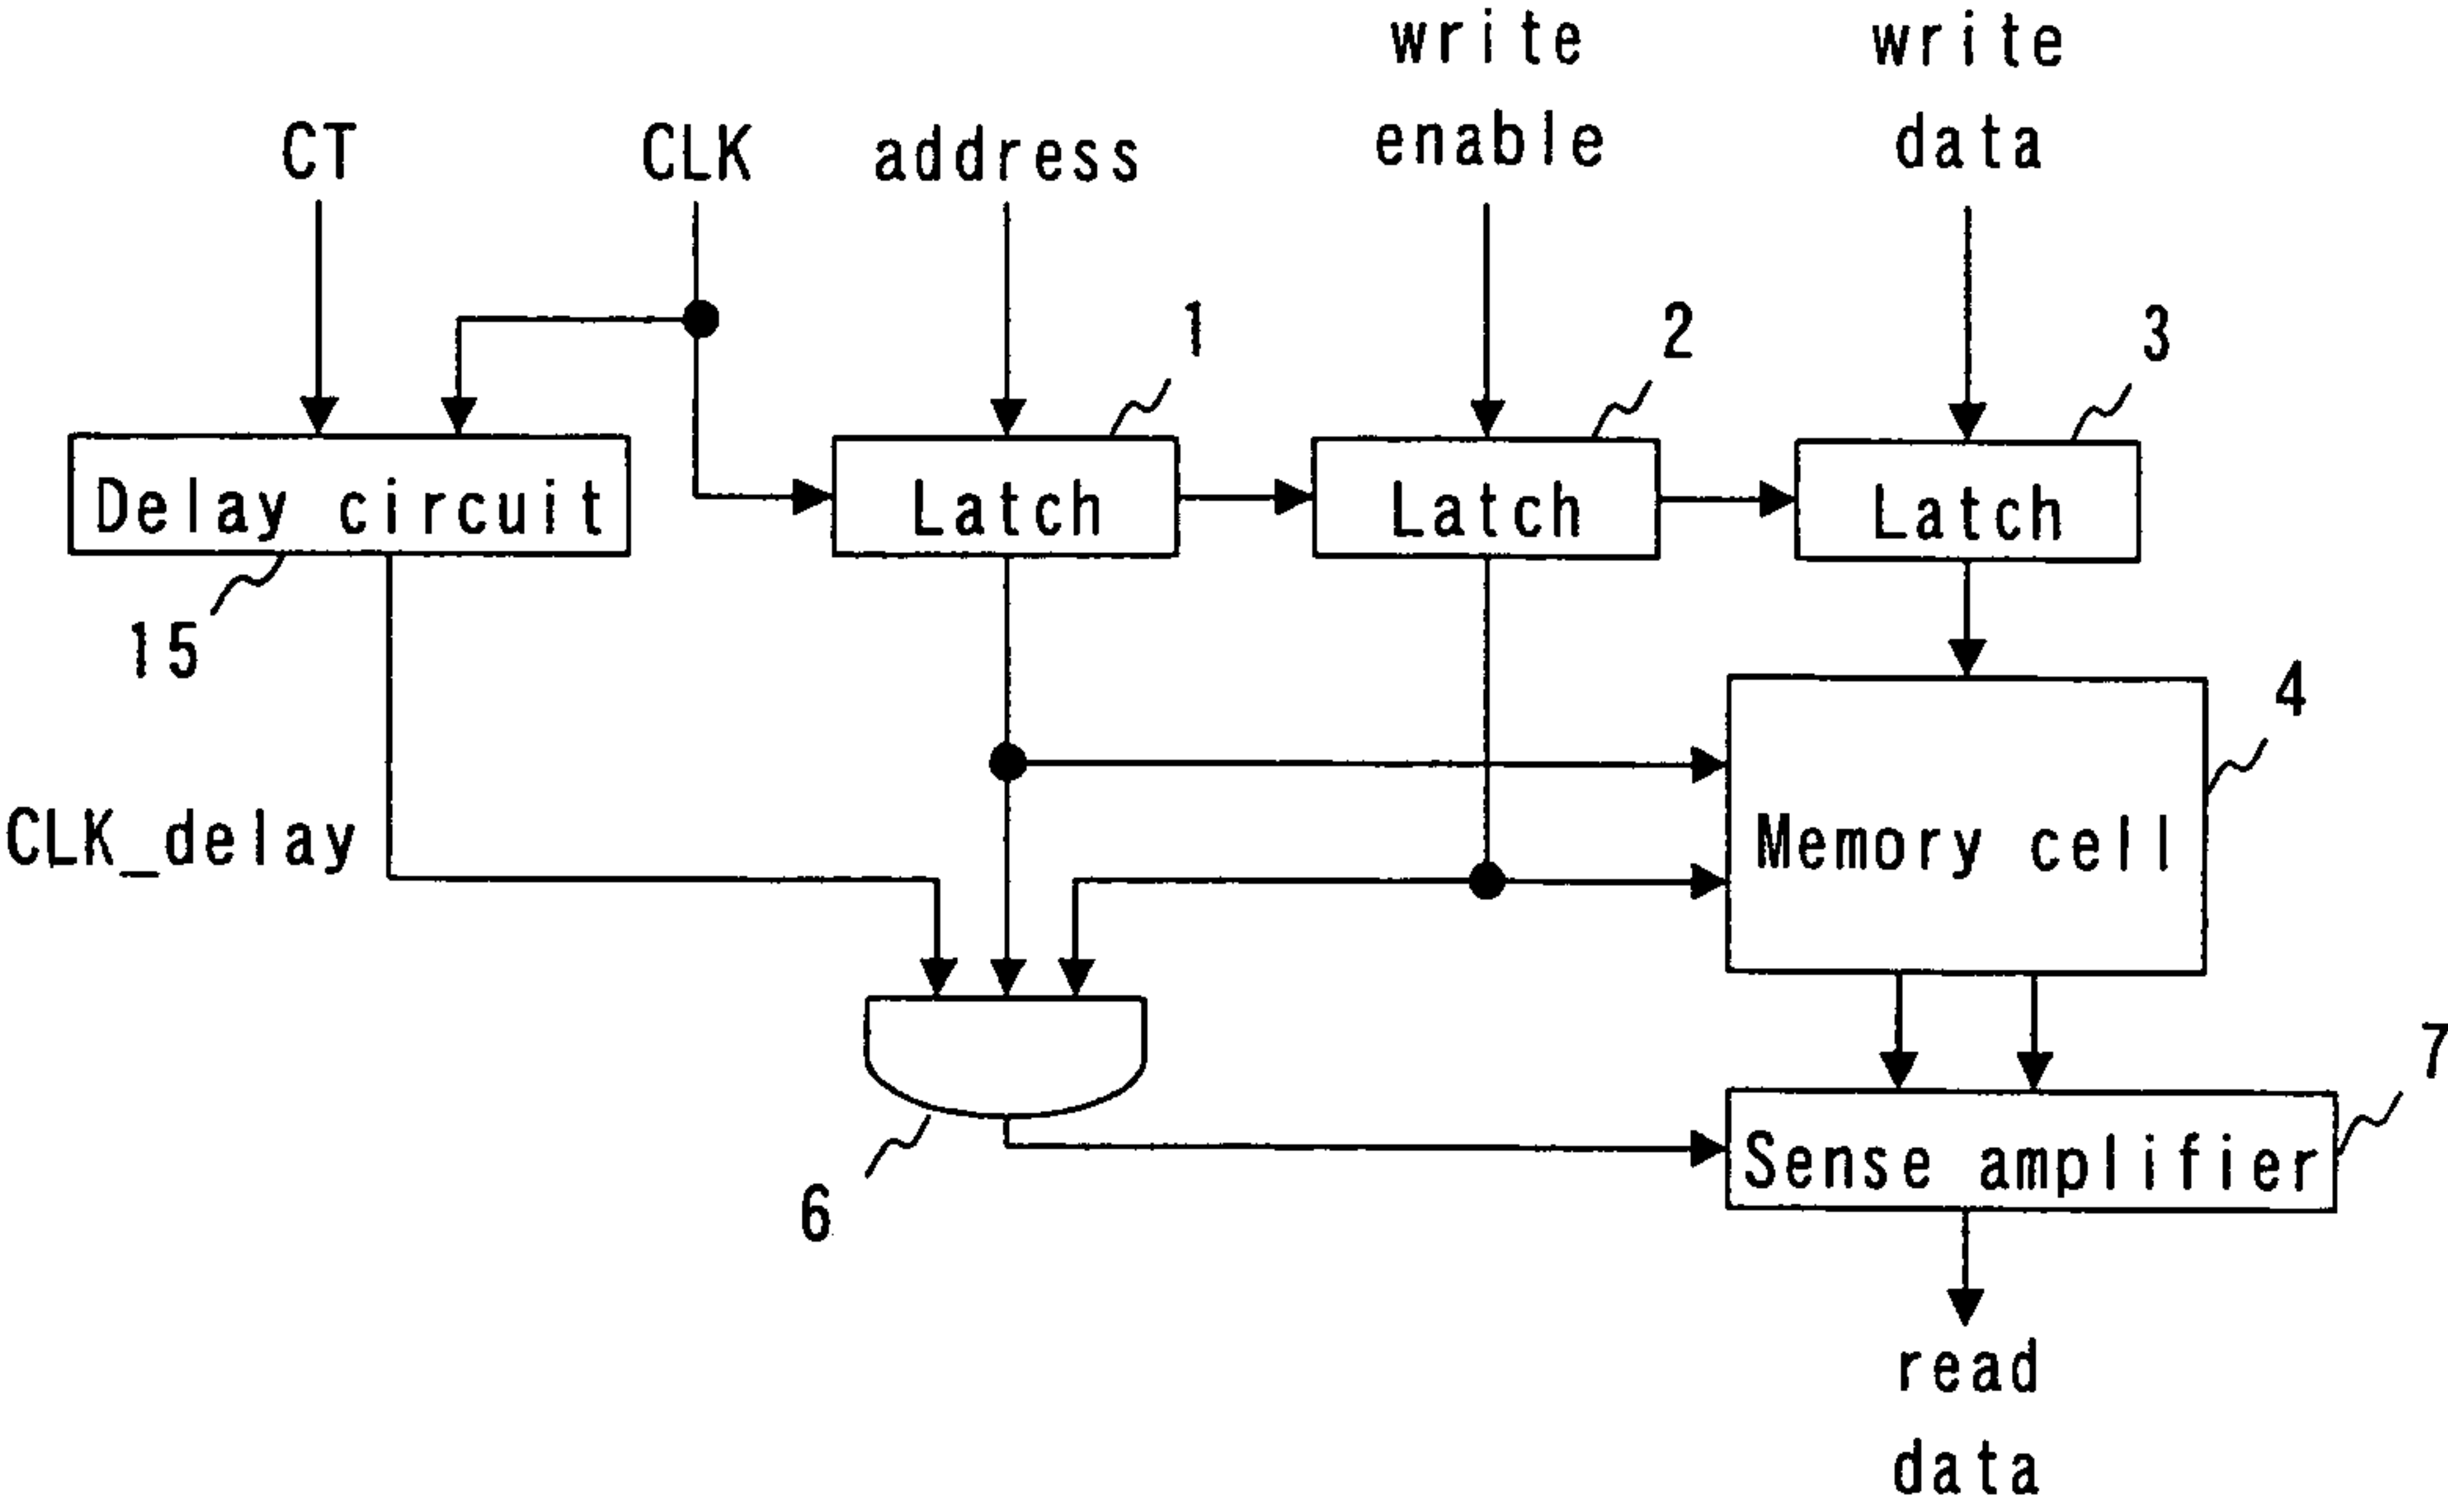 write
enable
write
data
CT
CLK
address
1
2
3
Delay circuit
Latch
Latch
Latch
15
4
CLK_delay
Memory cell
6
7
Sense amplifier
read
data